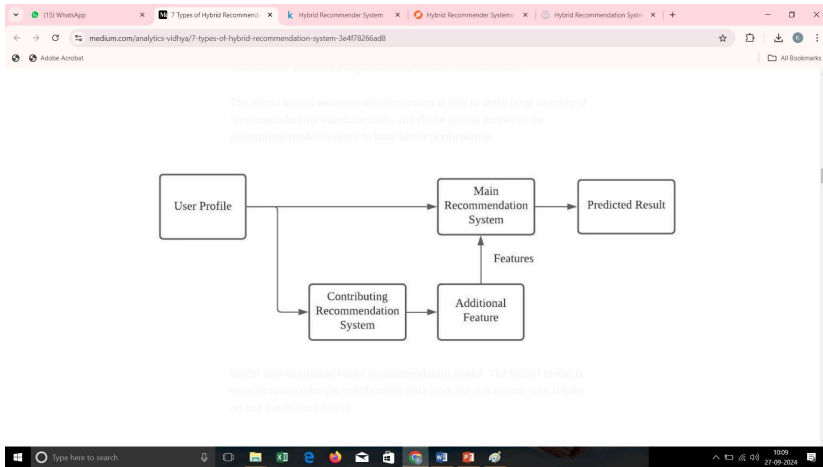 (15) WhatsApp
7 Types of Hybrid Recommend
Hybrid Recommender System
Hybrid Recommender Systems
Hybrid Recommendation Syste
medium.com/analytics-vidhya/7-types-of-hybrid-recommendation-system-3e4f78266ad8
Adobe Acrobat
All Bookmarks
The mixed hybrid recommendation system is able to make large number of
recommendations simultaneously, and fit the partial dataset to the
appropriate model in order to have better performance.
User Profile
Main
Recommendation
System
Predicted Result
Features
Contributing
Recommendation
System
Additional
Feature
model into an content based recommendation model. The hybrid model is
capable to consider the collaborative data from the sub system with relying
on one model exclusively.
Type here to search
10:09
27-09-2024